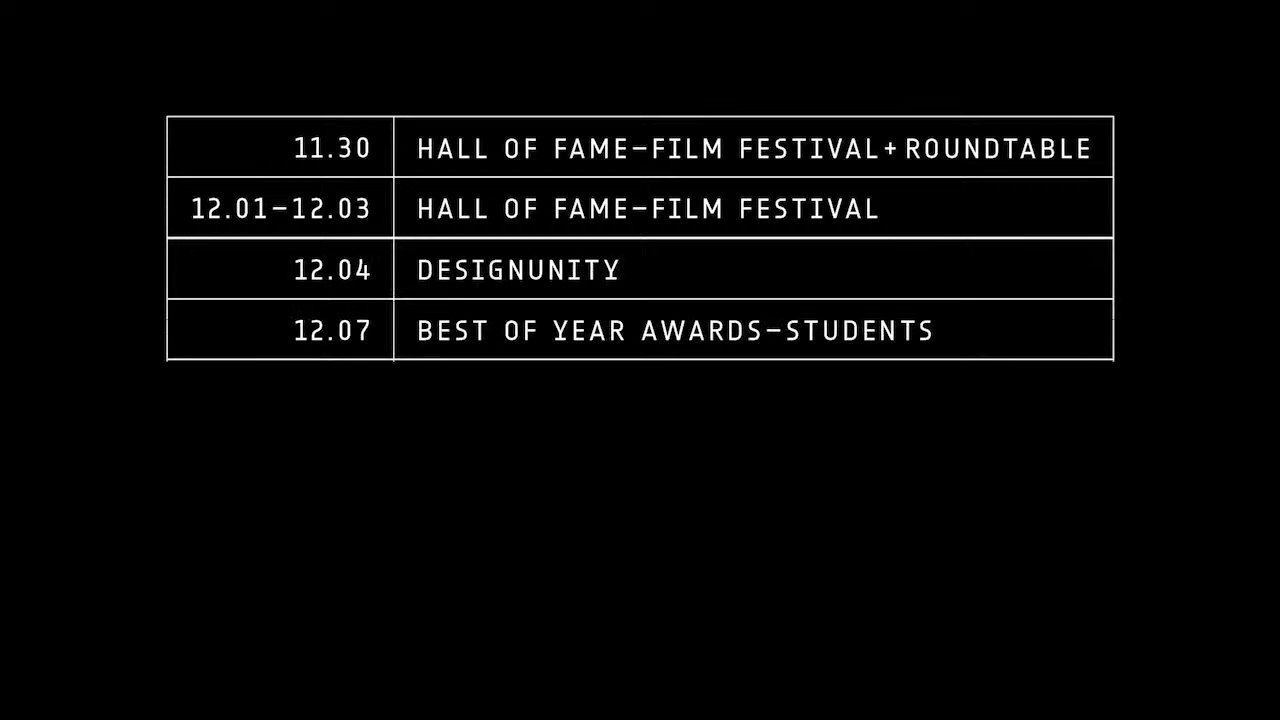 11.30 HALL OF FAME–FILM FESTIVAL+ROUNDTABLE
12.01–12.03 HALL OF FAME–FILM FESTIVAL
12.04 DESIGNUNITY
12.07 BEST OF YEAR AWARDS–STUDENTS